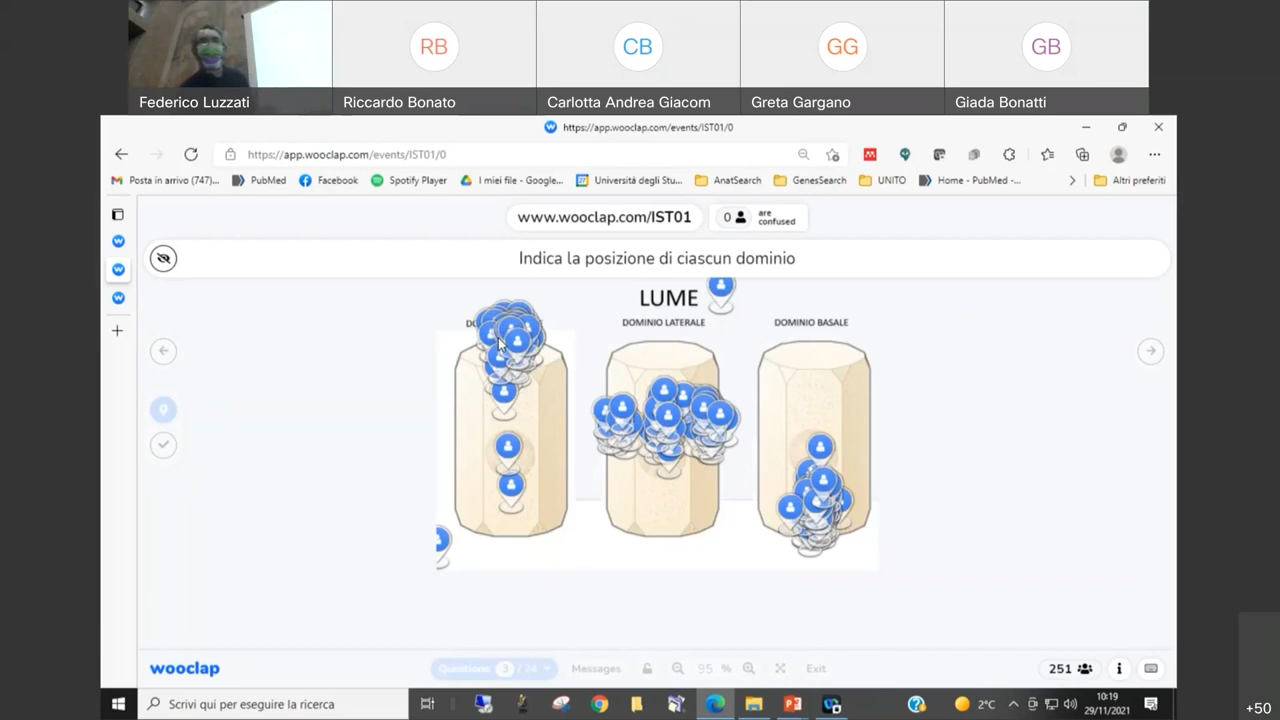 RB
CB
GG
GB
Federico Luzzati
Riccardo Bonato
Carlotta Andrea Giacom
Greta Gargano
Giada Bonatti
https://app.wooclap.com/events/IST01/0
https://app.wooclap.com/events/IST01/0
Posta in arrivo (747)...
PubMed
Facebook
Spotify Player
I miei file - Google...
Università degli Stu...
AnatSearch
GenesSearch
UNITO
Home - PubMed -...
Altri preferiti
www.wooclap.com/IST01
0
are
confused
Indica la posizione di ciascun dominio
LUME
DOMINIO LATERALE
DOMINIO BASALE
wooclap
Questions 3 / 24
Messages
95 %
Exit
251
Scrivi qui per eseguire la ricerca
2°C
10:19
29/11/2021
+50